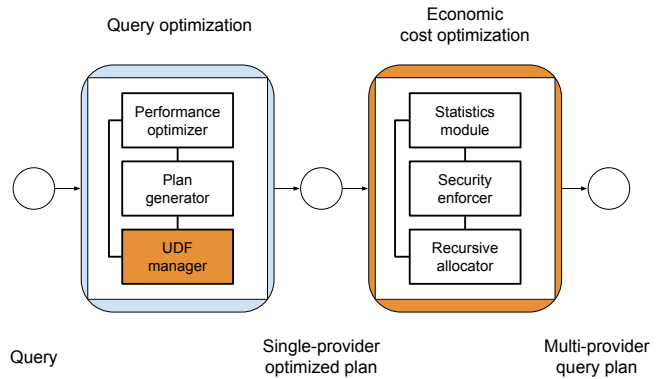 Query optimization
Economic
cost optimization
Performance
optimizer
Plan
generator
UDF
manager
Statistics
module
Security
enforcer
Recursive
allocator
Query
Single-provider
optimized plan
Multi-provider
query plan